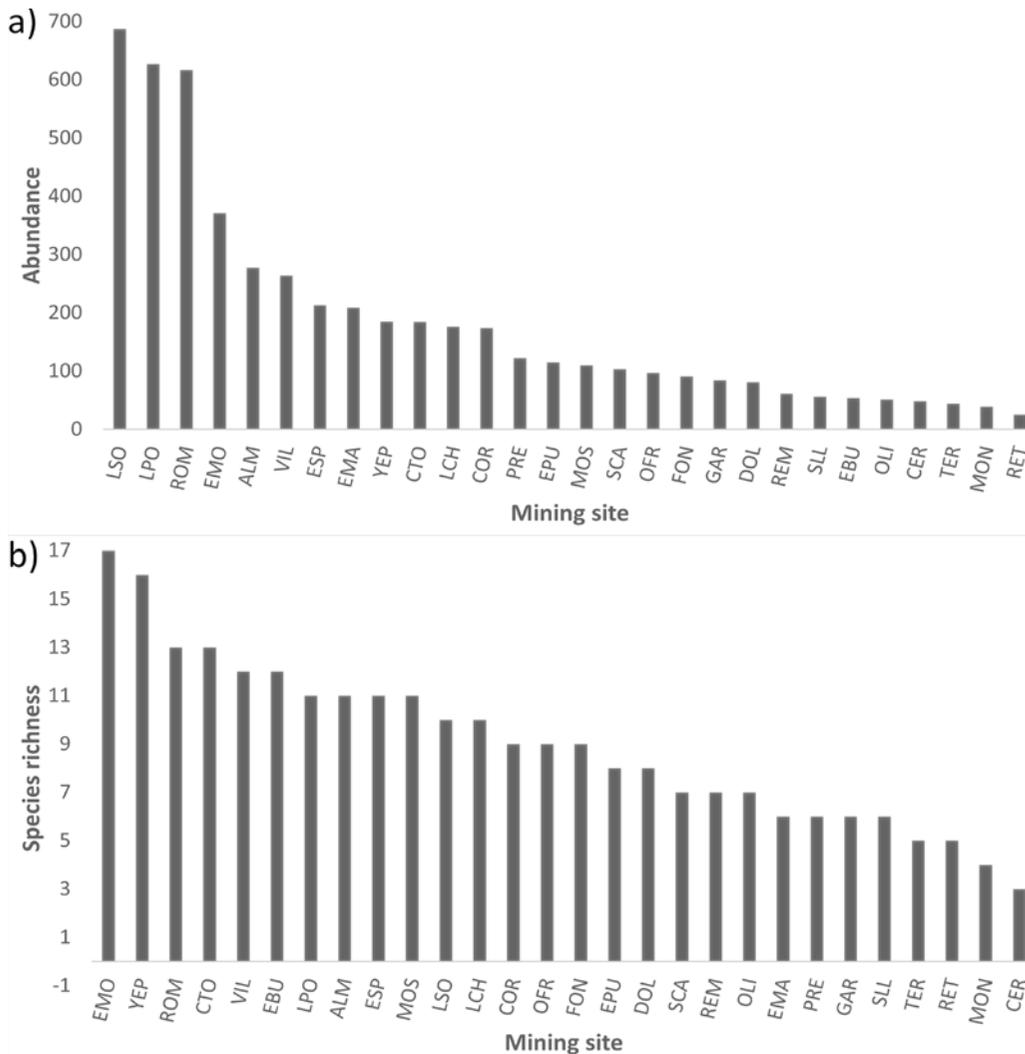 a)
700
600
500
400
300
200
100
0
Abundance
LSO LPO ROM EMO ALM VIL ESP EMA YEP CTO LCH COR PRE EPU MOS SCA OFR FON GAR DOL REM SLL EBU OLI CER TER MON RET
Mining site
b)
17
15
13
11
9
7
5
3
1
-1
Species richness
EMO YEP ROM CTO VIL EBU LPO ALM ESP MOS LSO LCH COR OFR FON EPU DOL SCA REM OLI EMA PRE GAR SLL TER RET MON CER
Mining site